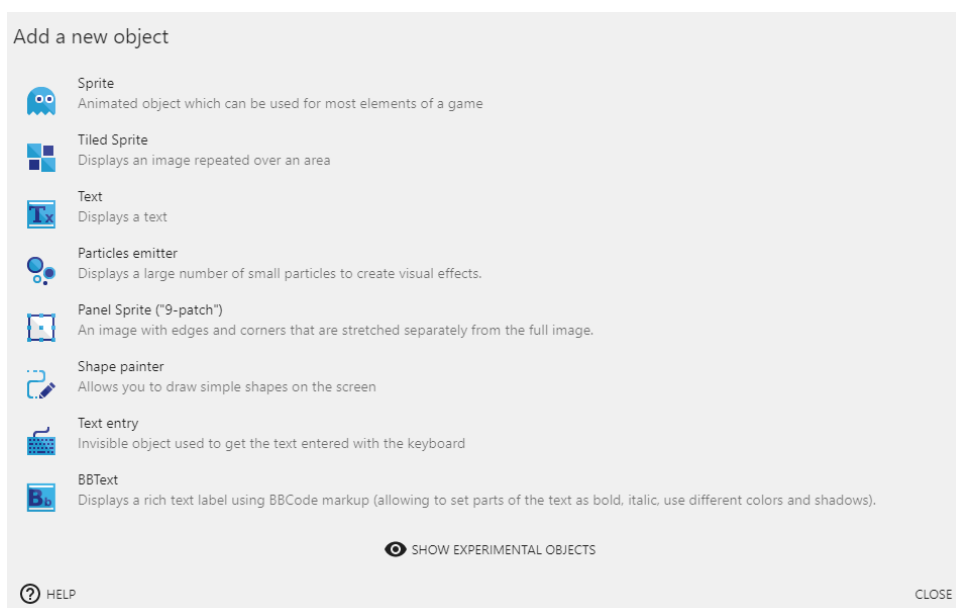 Add a new object
Sprite
Animated object which can be used for most elements of a game
Tiled Sprite
Displays an image repeated over an area
Tx
Text
Displays a text
Particles emitter
Displays a large number of small particles to create visual effects.
Panel Sprite ("9-patch")
An image with edges and corners that are stretched separately from the full image.
Shape painter
Allows you to draw simple shapes on the screen
Text entry
Invisible object used to get the text entered with the keyboard
Bb
BBText
Displays a rich text label using BBCode markup (allowing to set parts of the text as bold, italic, use different colors and shadows).
SHOW EXPERIMENTAL OBJECTS
? HELP
CLOSE